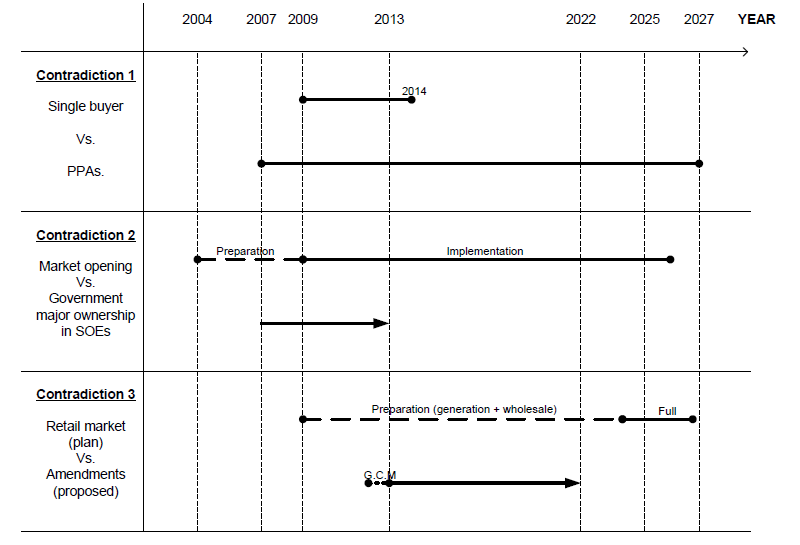 2004 2007 2009 2013 2022 2025 2027 YEAR
Contradiction 1
Single buyer
Vs.
PPAs.
2014
Contradiction 2
Market opening
Vs.
Government
major ownership
in SOEs
Preparation
Implementation
Contradiction 3
Retail market
(plan)
Vs.
Amendments
(proposed)
Preparation (generation + wholesale)
Full
G.C.M